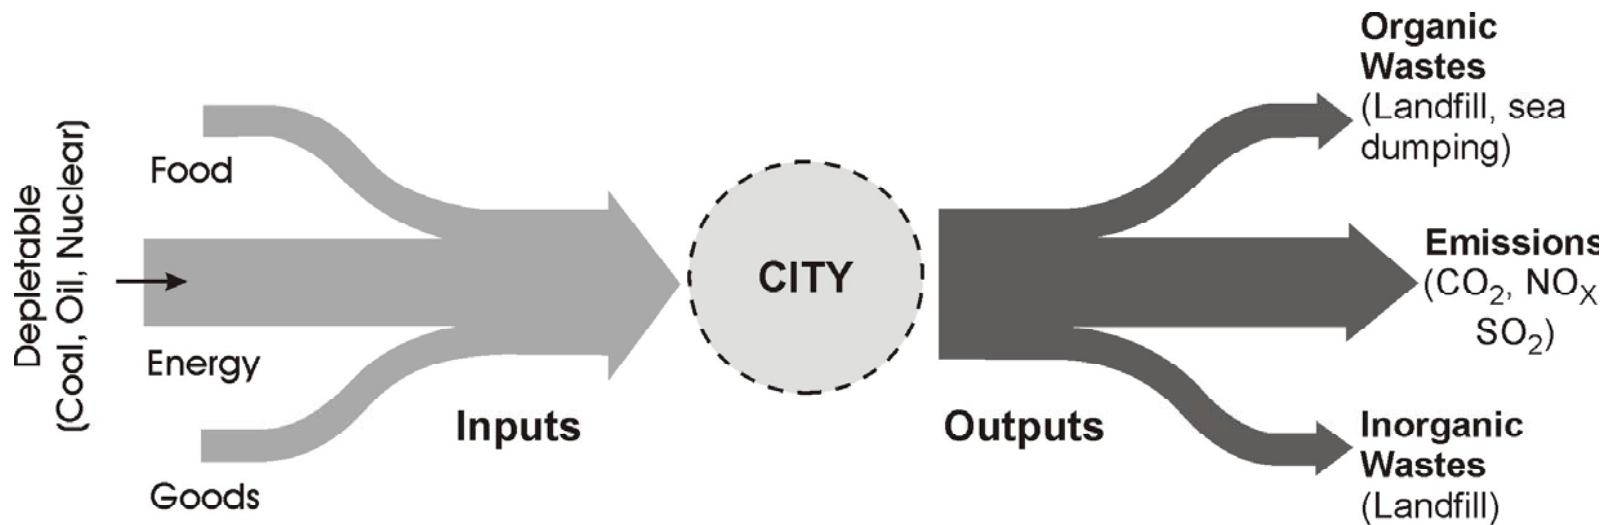 Depletable
(Coal, Oil, Nuclear)
Food
Energy
Goods
Inputs
CITY
Outputs
Organic
Wastes
(Landfill, sea
dumping)
Emissions
(CO₂, NOₓ
SO₂)
Inorganic
Wastes
(Landfill)